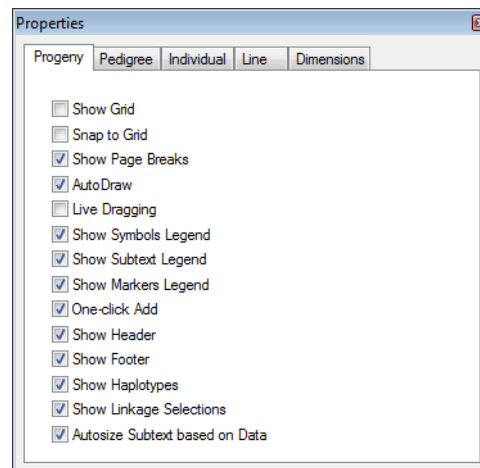 Properties
Progeny Pedigree Individual Line Dimensions
Show Grid
Snap to Grid
Show Page Breaks
AutoDraw
Live Dragging
Show Symbols Legend
Show Subtext Legend
Show Markers Legend
One-click Add
Show Header
Show Footer
Show Haplotypes
Show Linkage Selections
Autosize Subtext based on Data